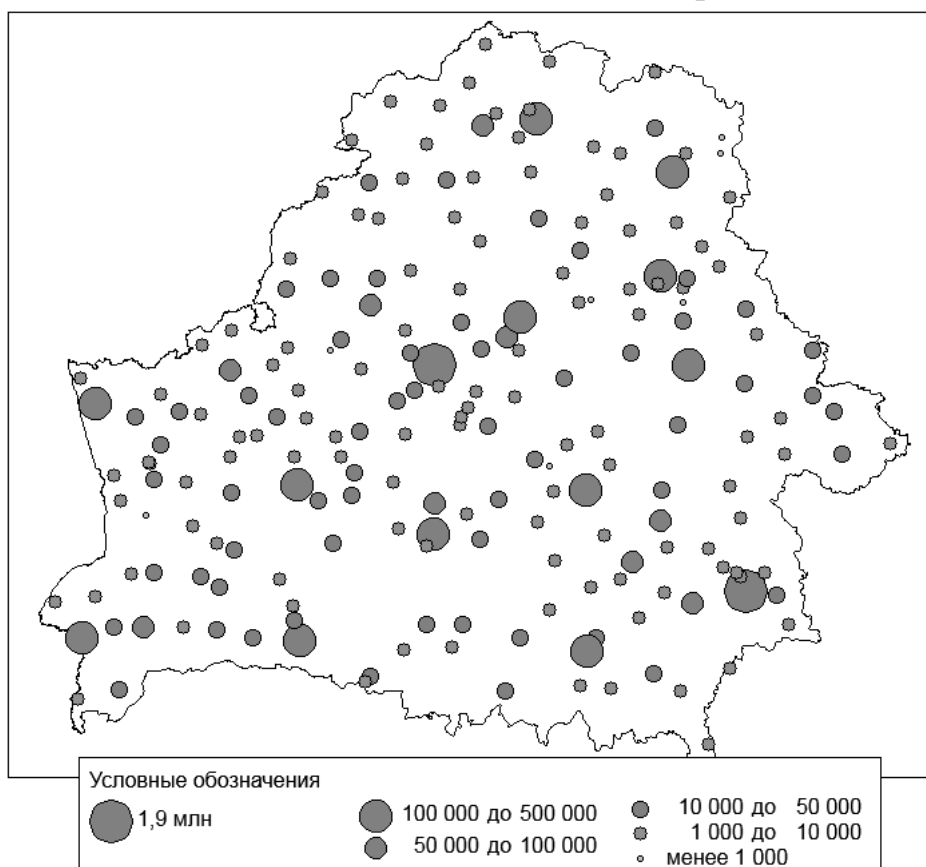 Условные обозначения
1,9 млн
100 000 до 500 000
50 000 до 100 000
10 000 до 50 000
1 000 до 10 000
менее 1 000